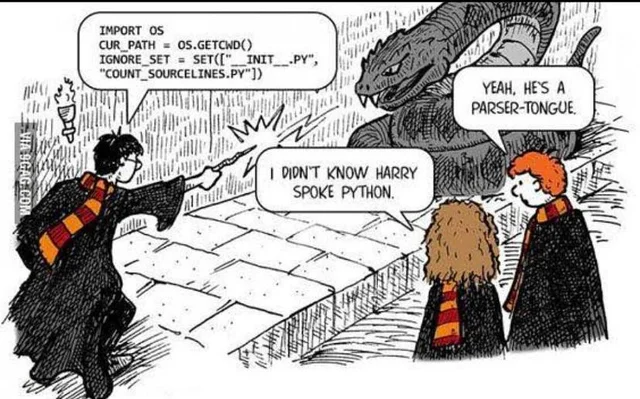 IMPORT OS
CUR_PATH = OS.GETCWD()
IGNORE_SET = SET(["__INIT__.PY",
"COUNT_SOURCELINES.PY"])
YEAH, HE'S A
PARSER-TONGUE.
I DIDN'T KNOW HARRY
SPOKE PYTHON.
VIA 9GAG.COM